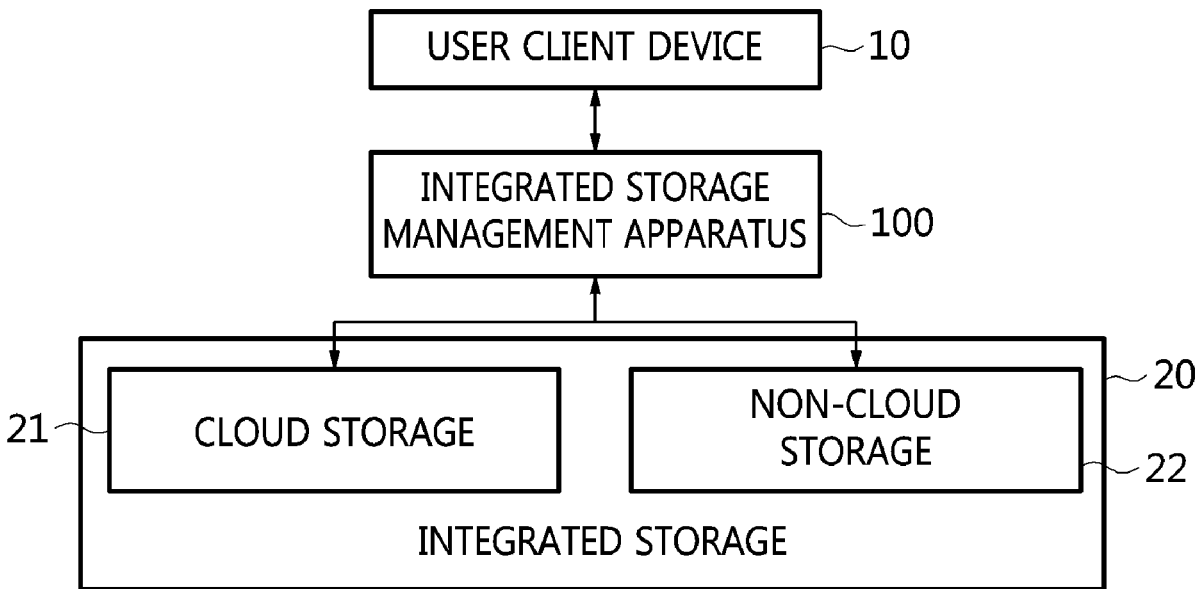 USER CLIENT DEVICE
10
INTEGRATED STORAGE
MANAGEMENT APPARATUS
100
20
21
CLOUD STORAGE
NON-CLOUD
STORAGE
22
INTEGRATED STORAGE